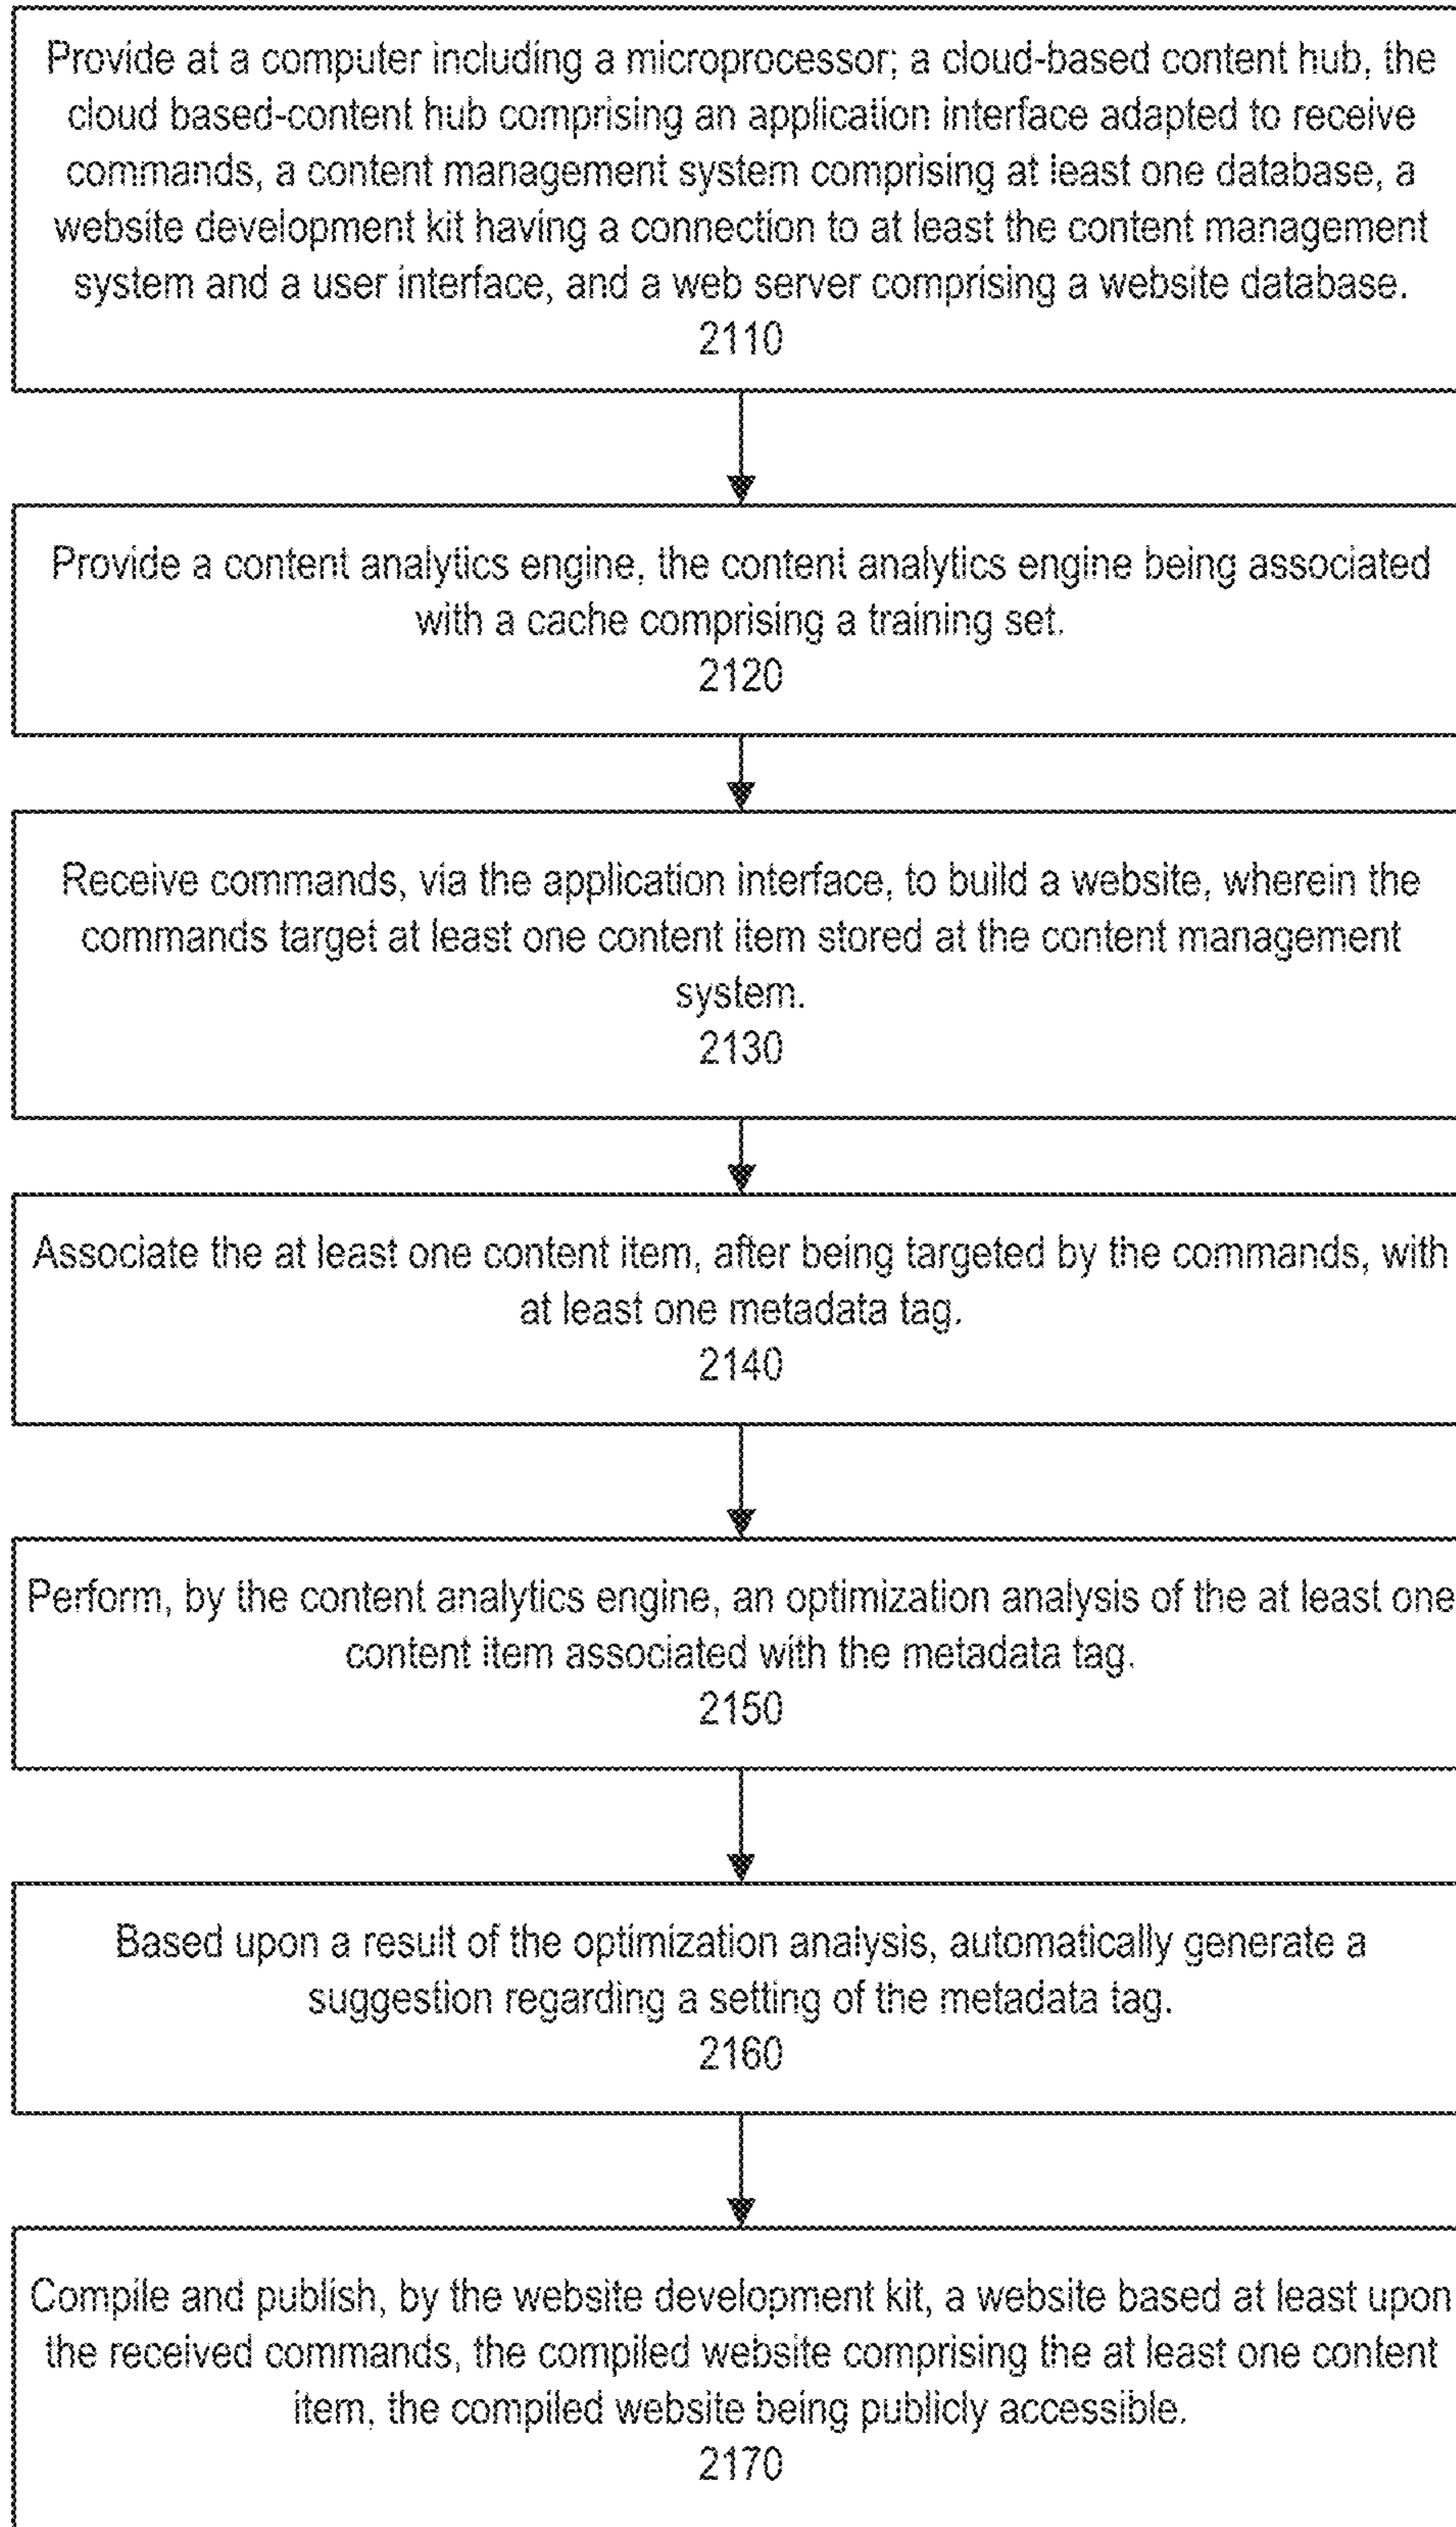 Provide at a computer including a microprocessor; a cloud-based content hub, the
cloud based-content hub comprising an application interface adapted to receive
commands, a content management system comprising at least one database, a
website development kit having a connection to at least the content management
system and a user interface, and a web server comprising a website database.
2110
Provide a content analytics engine, the content analytics engine being associated
with a cache comprising a training set.
2120
Receive commands, via the application interface, to build a website, wherein the
commands target at least one content item stored at the content management
system.
2130
Associate the at least one content item, after being targeted by the commands, with
at least one metadata tag.
2140
Perform, by the content analytics engine, an optimization analysis of the at least one
content item associated with the metadata tag.
2150
Based upon a result of the optimization analysis, automatically generate a
suggestion regarding a setting of the metadata tag.
2160
Compile and publish, by the website development kit, a website based at least upon
the received commands, the compiled website comprising the at least one content
item, the compiled website being publicly accessible.
2170